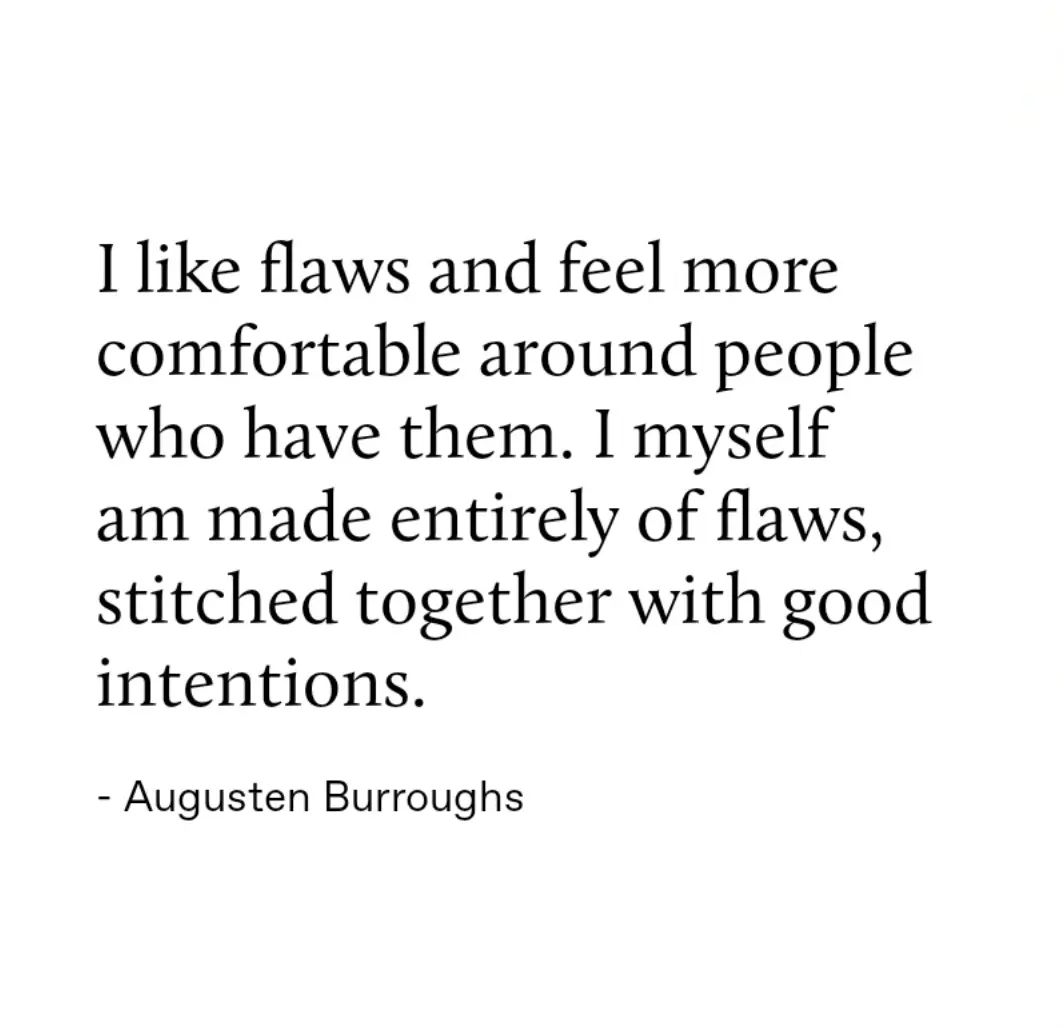 I like flaws and feel more
comfortable around people
who have them. I myself
am made entirely of flaws,
stitched together with good
intentions.
- Augusten Burroughs